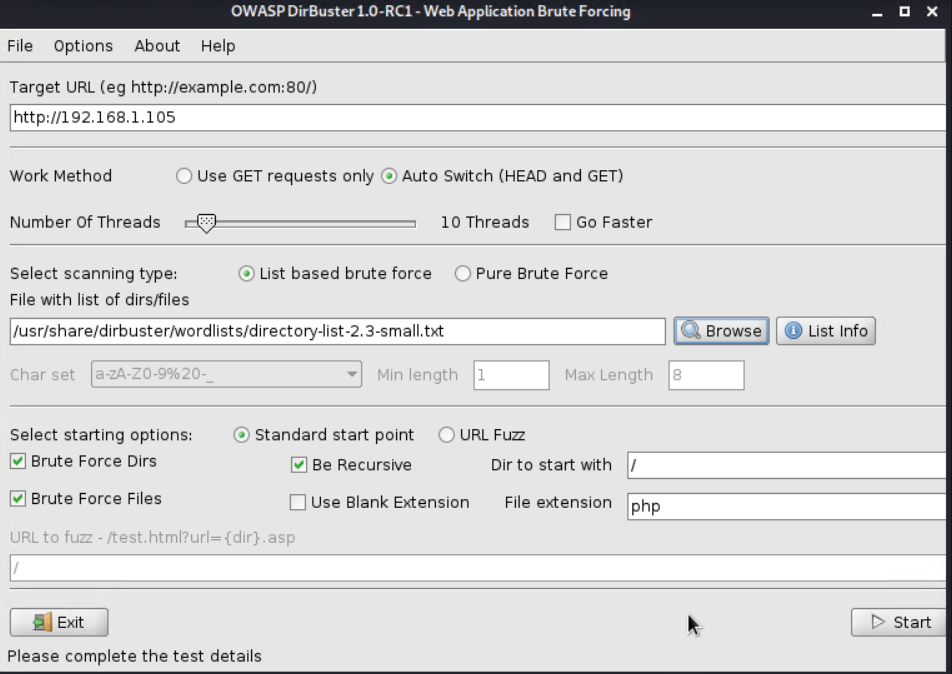 OWASP DirBuster 1.0-RC1 - Web Application Brute Forcing
File Options About Help
Target URL (eg http://example.com:80/)
http://192.168.1.105
Work Method Use GET requests only Auto Switch (HEAD and GET)
Number Of Threads 10 Threads Go Faster
Select scanning type: List based brute force Pure Brute Force
File with list of dirs/files
/usr/share/dirbuster/wordlists/directory-list-2.3-small.txt Browse List Info
Char set a-zA-Z0-9%20-_ Min length 1 Max Length 8
Select starting options: Standard start point URL Fuzz
Brute Force Dirs Be Recursive Dir to start with /
Brute Force Files Use Blank Extension File extension php
URL to fuzz - /test.html?url={dir}.asp
/
Exit Start
Please complete the test details